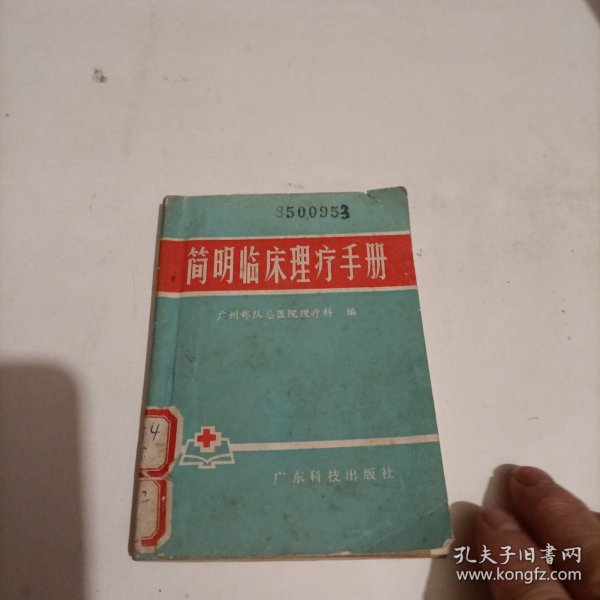 8500953
简明临床理疗手册
广州部队总医院理疗科 编
4
广东科技出版社
孔夫子旧书网
www.kongfz.com